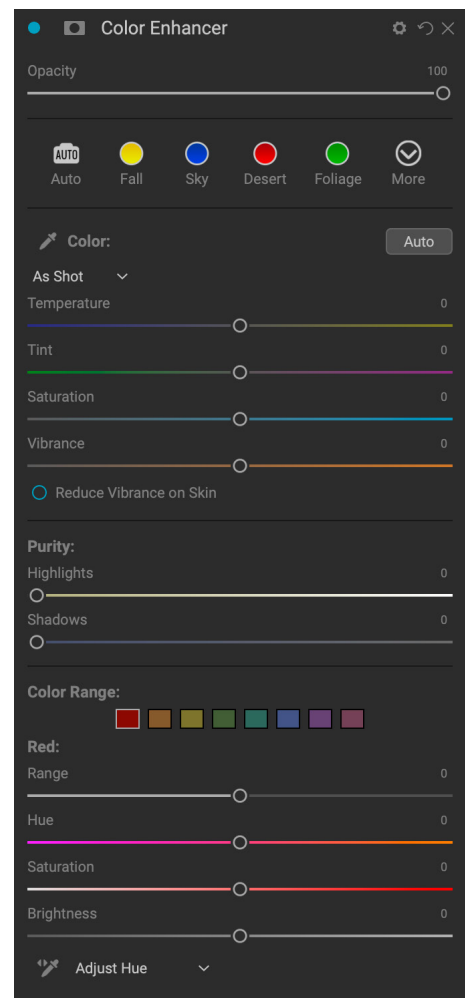 Color Enhancer
Opacity 100
AUTO
Auto Fall Sky Desert Foliage More
Color: Auto
As Shot
Temperature 0
Tint 0
Saturation 0
Vibrance 0
Reduce Vibrance on Skin
Purity:
Highlights 0
Shadows 0
Color Range:
Red:
Range 0
Hue 0
Saturation 0
Brightness 0
Adjust Hue